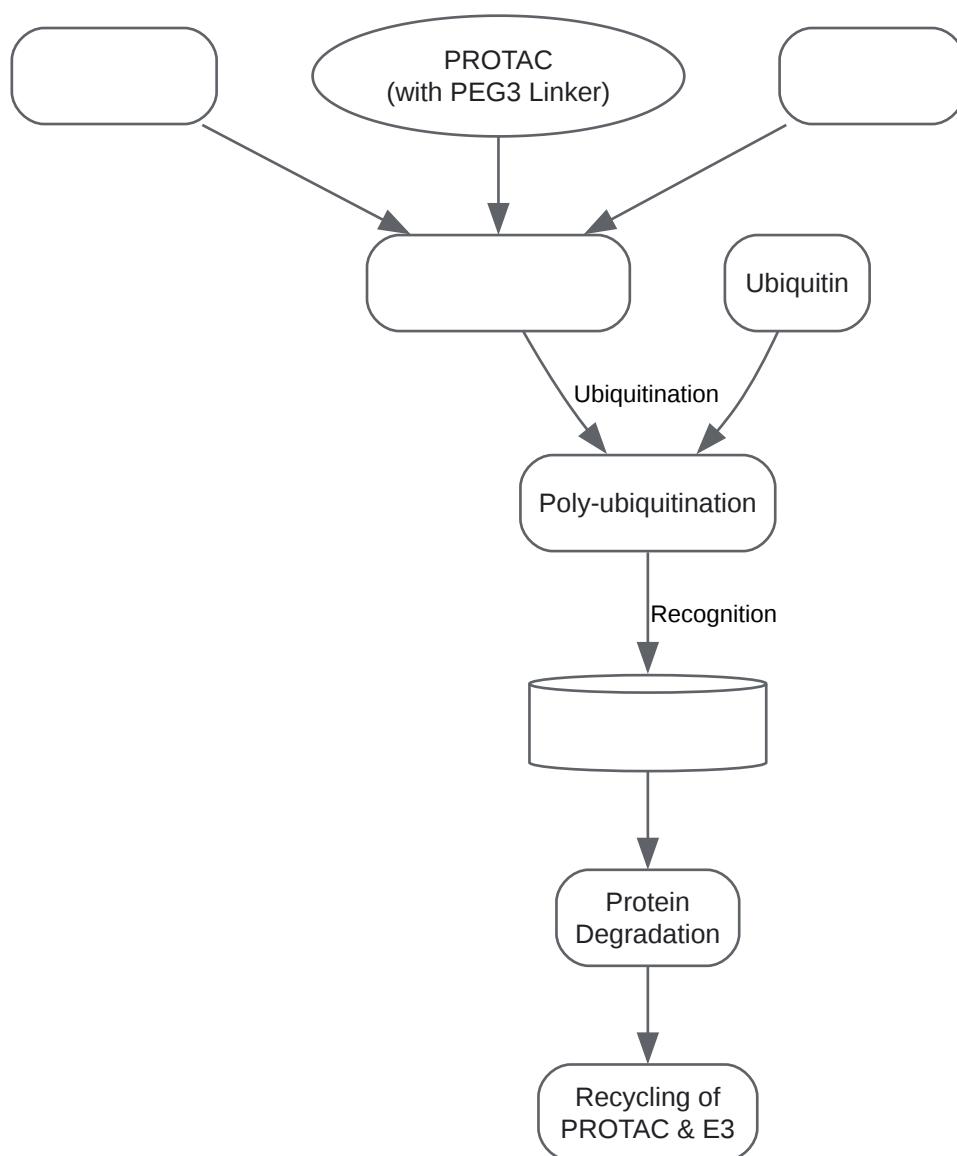 PROTAC
(with PEG3 Linker)
Ubiquitin
Ubiquitination
Poly-ubiquitination
Recognition
Protein
Degradation
Recycling of
PROTAC & E3